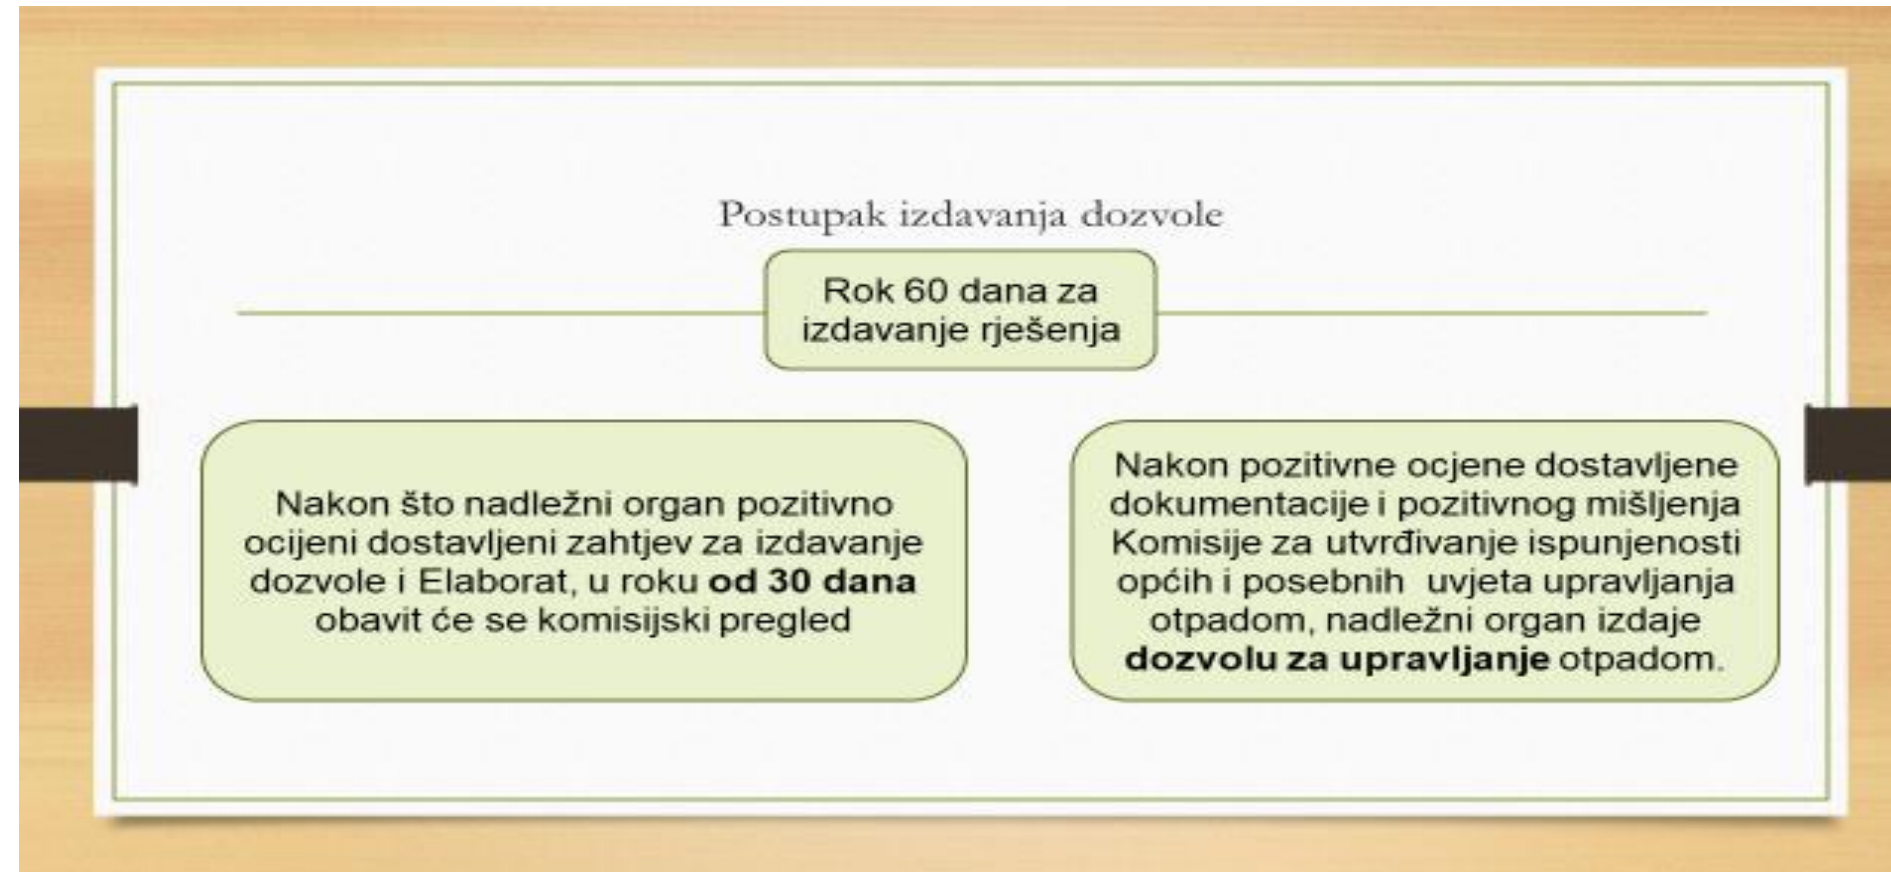 Postupak izdavanja dozvole
Rok 60 dana za
izdavanje rješenja
Nakon što nadležni organ pozitivno
ocijeni dostavljeni zahtjev za izdavanje
dozvole i Elaborat, u roku od 30 dana
obavit će se komisijski pregled
Nakon pozitivne ocjene dostavljene
dokumentacije i pozitivnog mišljenja
Komisije za utvrđivanje ispunjenosti
općih i posebnih uvjeta upravljanja
otpadom, nadležni organ izdaje
dozvolu za upravljanje otpadom.